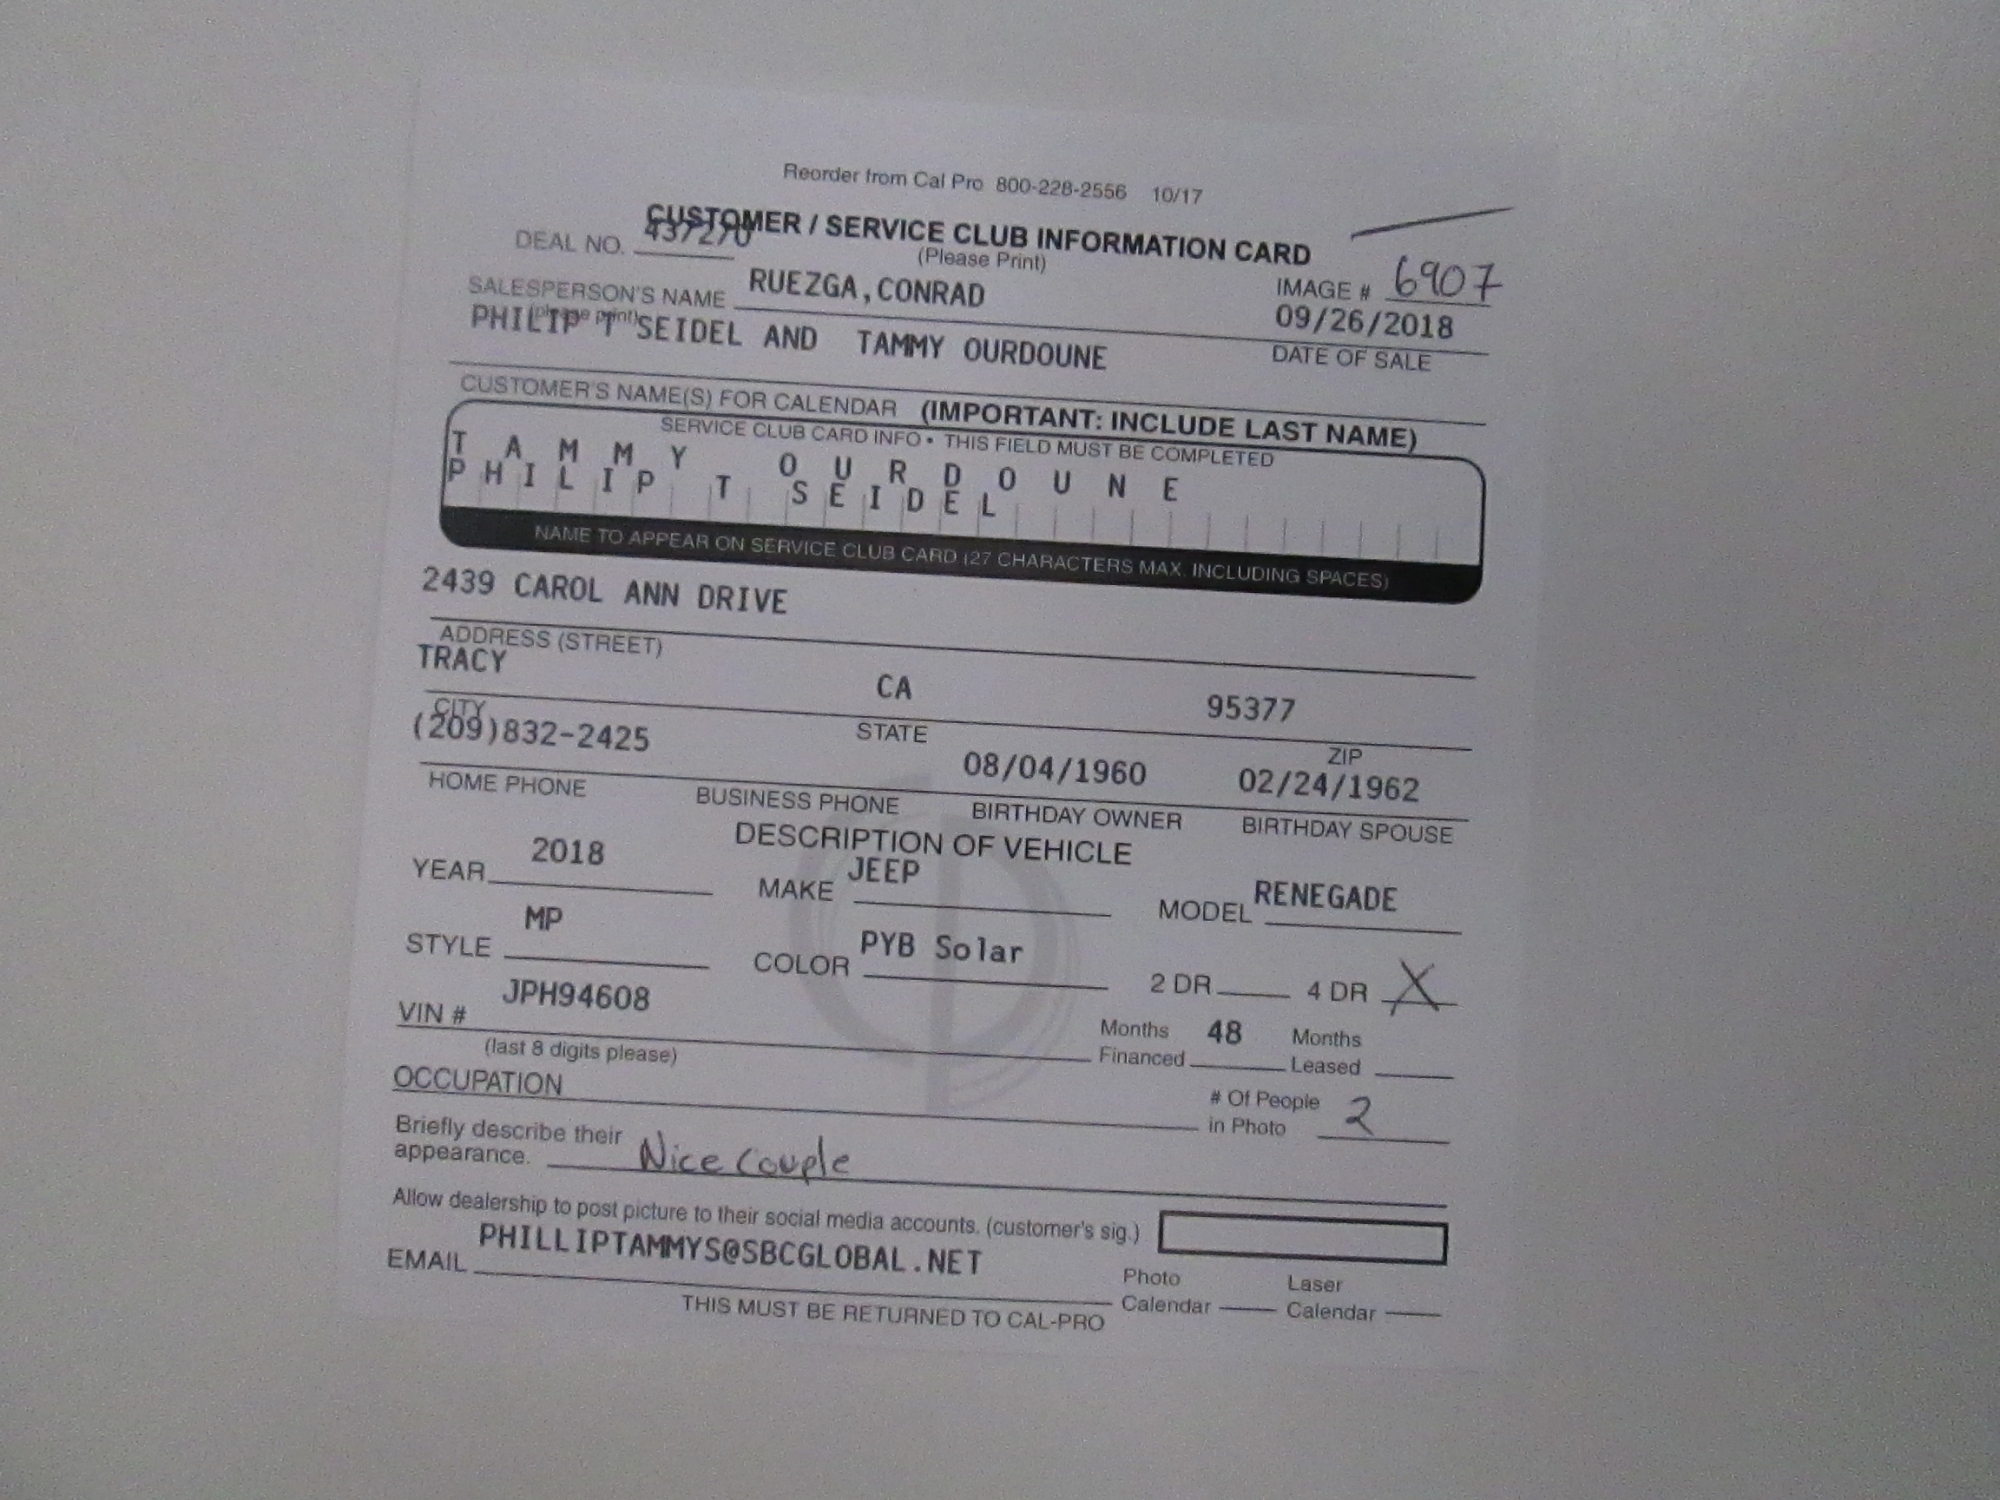 Reorder from Cal Pro 800-228-2556 10/17
CUSTOMER / SERVICE CLUB INFORMATION CARD
DEAL NO. 437270
(Please Print)
SALESPERSON'S NAME RUEZGA,CONRAD
IMAGE # 6907
(please print)
PHILIP T SEIDEL AND TAMMY OURDOUNE
09/26/2018
DATE OF SALE
CUSTOMER'S NAME(S) FOR CALENDAR (IMPORTANT: INCLUDE LAST NAME)
SERVICE CLUB CARD INFO • THIS FIELD MUST BE COMPLETED
TAMMY OURDOUNE
PHILIP T SEIDEL
NAME TO APPEAR ON SERVICE CLUB CARD (27 CHARACTERS MAX. INCLUDING SPACES)
2439 CAROL ANN DRIVE
ADDRESS (STREET)
TRACY CA 95377
CITY STATE ZIP
(209)832-2425 08/04/1960 02/24/1962
HOME PHONE BUSINESS PHONE BIRTHDAY OWNER BIRTHDAY SPOUSE
DESCRIPTION OF VEHICLE
YEAR 2018 MAKE JEEP MODEL RENEGADE
STYLE MP COLOR PYB Solar 2 DR 4 DR X
VIN # JPH94608
(last 8 digits please)
Months Financed 48 Months Leased
OCCUPATION
# Of People in Photo 2
Briefly describe their
appearance. Nice Couple
Allow dealership to post picture to their social media accounts. (customer's sig.)
EMAIL PHILLIPTAMMYS@SBCGLOBAL.NET
Photo Calendar Laser Calendar
THIS MUST BE RETURNED TO CAL-PRO